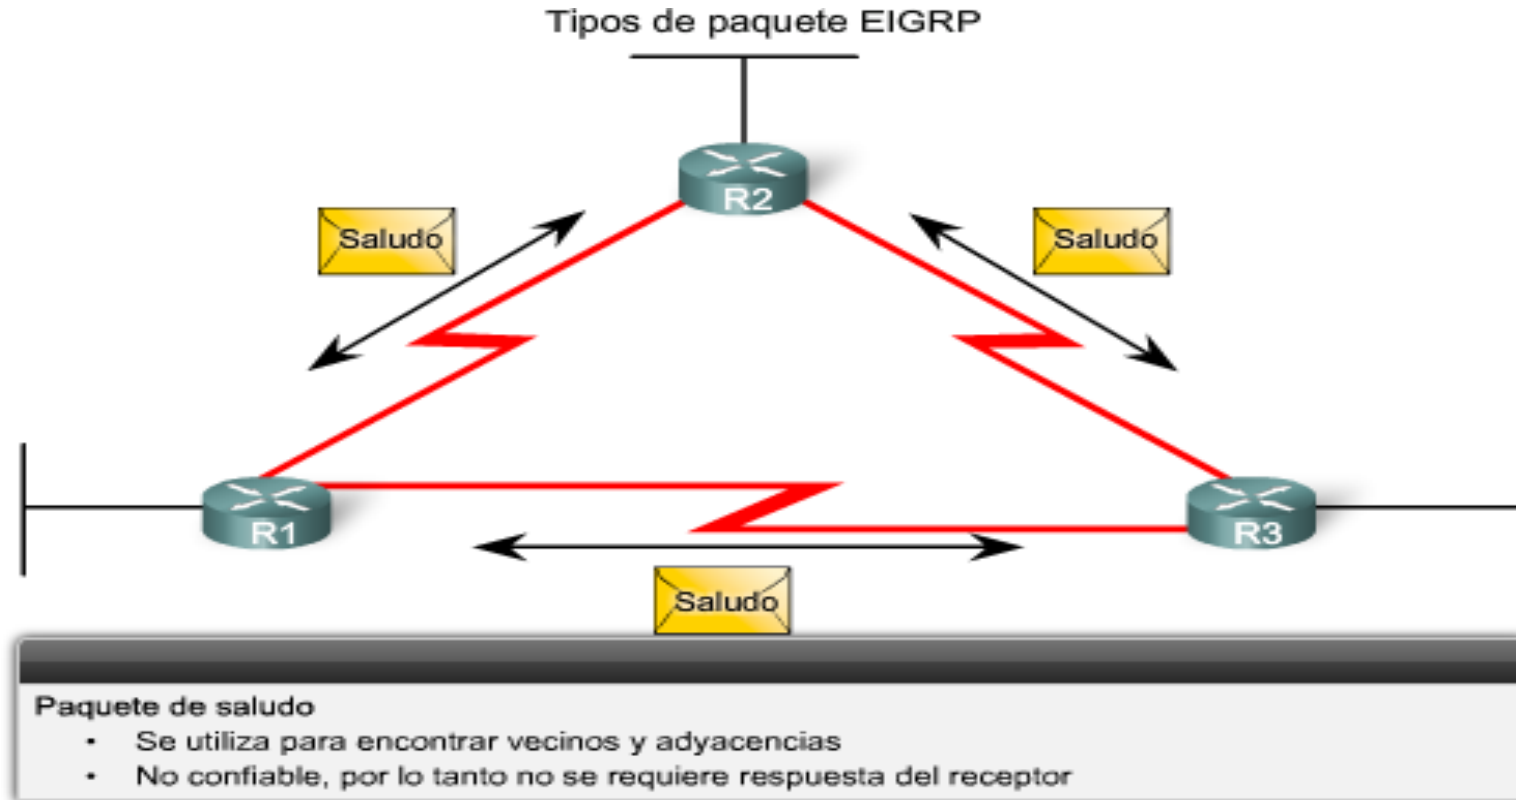 Tipos de paquete EIGRP
R2
Saludo
Saludo
R1
R3
Saludo
Paquete de saludo
• Se utiliza para encontrar vecinos y adyacencias
• No confiable, por lo tanto no se requiere respuesta del receptor